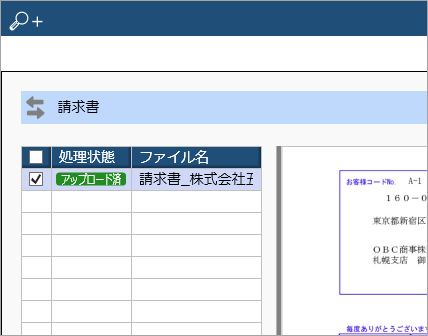 請求書
処理状態 ファイル名
アップロード済 請求書_株式会社
お客様コードNo. A-1
160-0
東京都新宿区
OBC商事株
札幌支店 御
毎度ありがとうございま